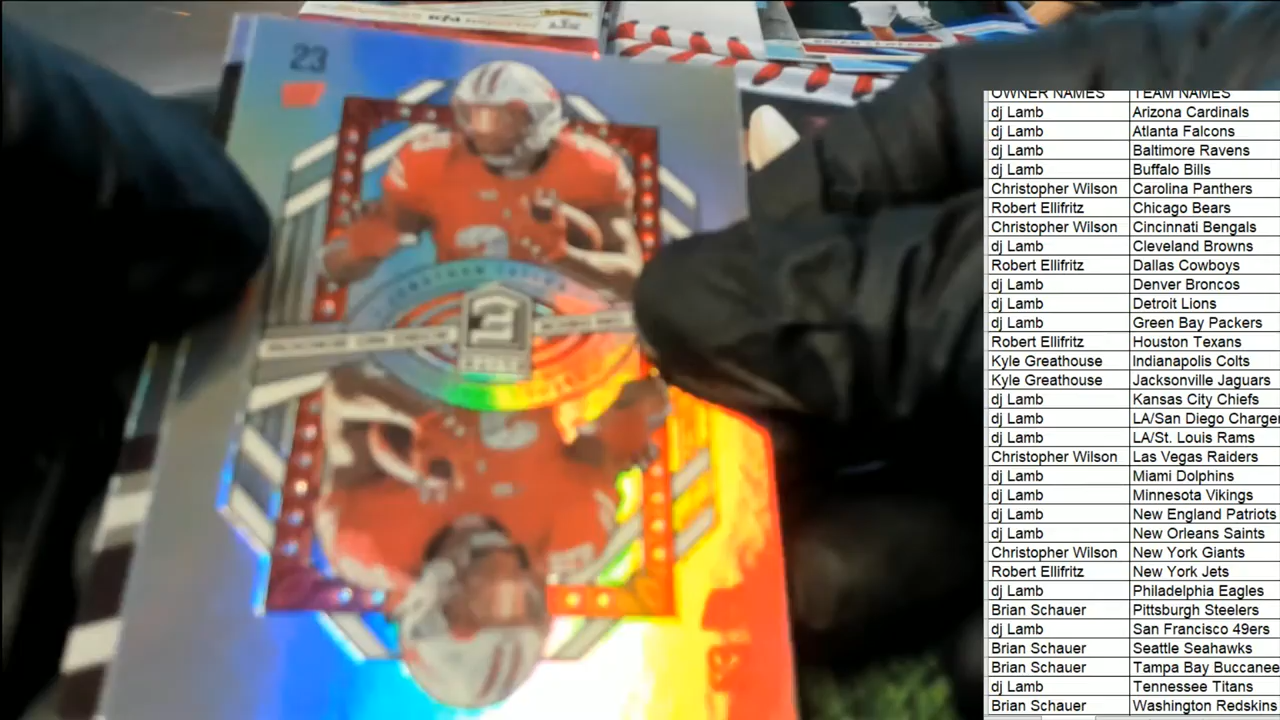 23
JONATHAN TAYLOR
3
OWNER NAMES TEAM NAMES
dj Lamb Arizona Cardinals
dj Lamb Atlanta Falcons
dj Lamb Baltimore Ravens
dj Lamb Buffalo Bills
Christopher Wilson Carolina Panthers
Robert Ellifritz Chicago Bears
Christopher Wilson Cincinnati Bengals
dj Lamb Cleveland Browns
Robert Ellifritz Dallas Cowboys
dj Lamb Denver Broncos
dj Lamb Detroit Lions
dj Lamb Green Bay Packers
Robert Ellifritz Houston Texans
Kyle Greathouse Indianapolis Colts
Kyle Greathouse Jacksonville Jaguars
dj Lamb Kansas City Chiefs
dj Lamb LA/San Diego Charge
dj Lamb LA/St. Louis Rams
Christopher Wilson Las Vegas Raiders
dj Lamb Miami Dolphins
dj Lamb Minnesota Vikings
dj Lamb New England Patriots
dj Lamb New Orleans Saints
Christopher Wilson New York Giants
Robert Ellifritz New York Jets
dj Lamb Philadelphia Eagles
Brian Schauer Pittsburgh Steelers
dj Lamb San Francisco 49ers
Brian Schauer Seattle Seahawks
Brian Schauer Tampa Bay Buccanee
dj Lamb Tennessee Titans
Brian Schauer Washington Redskins